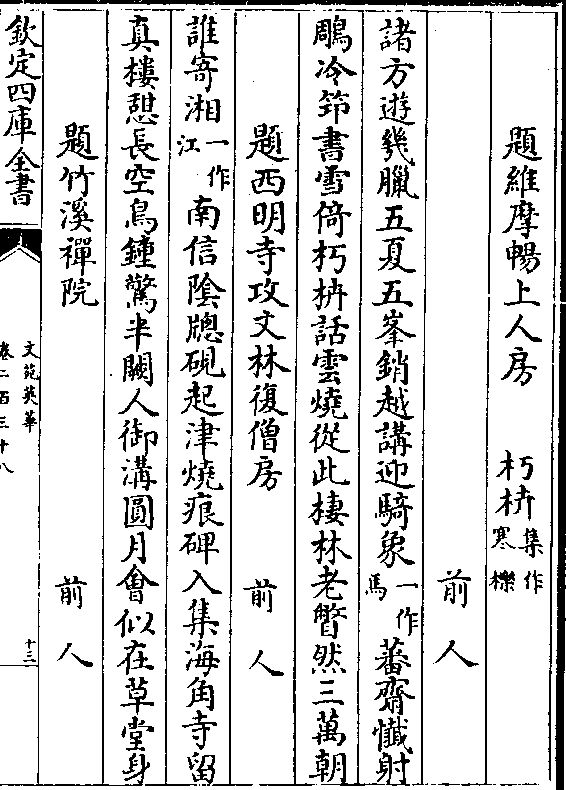 題維摩暢上人房　朽枿集作寒櫟
前人
諸方遊幾臘五夏五峯銷越講迎騎象一作馬蕃齋懺射
鵰冷笻書雪倚朽枿話雲燒從此棲林老瞥然三萬朝
題西明寺攻文林復僧房　前人
誰寄湘一作江南信陰牕硯起津燒痕碑入集海角寺留
真樓憇長空鳥鍾驚半闕人御溝圓月會似在草堂身
題竹溪禪院　前人
欽定四庫全書
文苑英華
卷二百三十八
十三